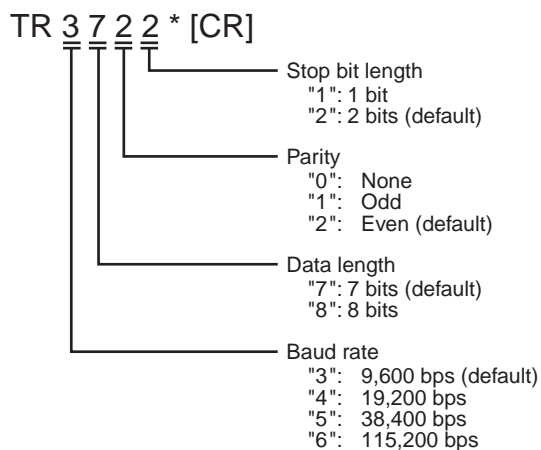 TR 3 7 2 2 * [CR]
Stop bit length
"1": 1 bit
"2": 2 bits (default)
Parity
"0": None
"1": Odd
"2": Even (default)
Data length
"7": 7 bits (default)
"8": 8 bits
Baud rate
"3": 9,600 bps (default)
"4": 19,200 bps
"5": 38,400 bps
"6": 115,200 bps